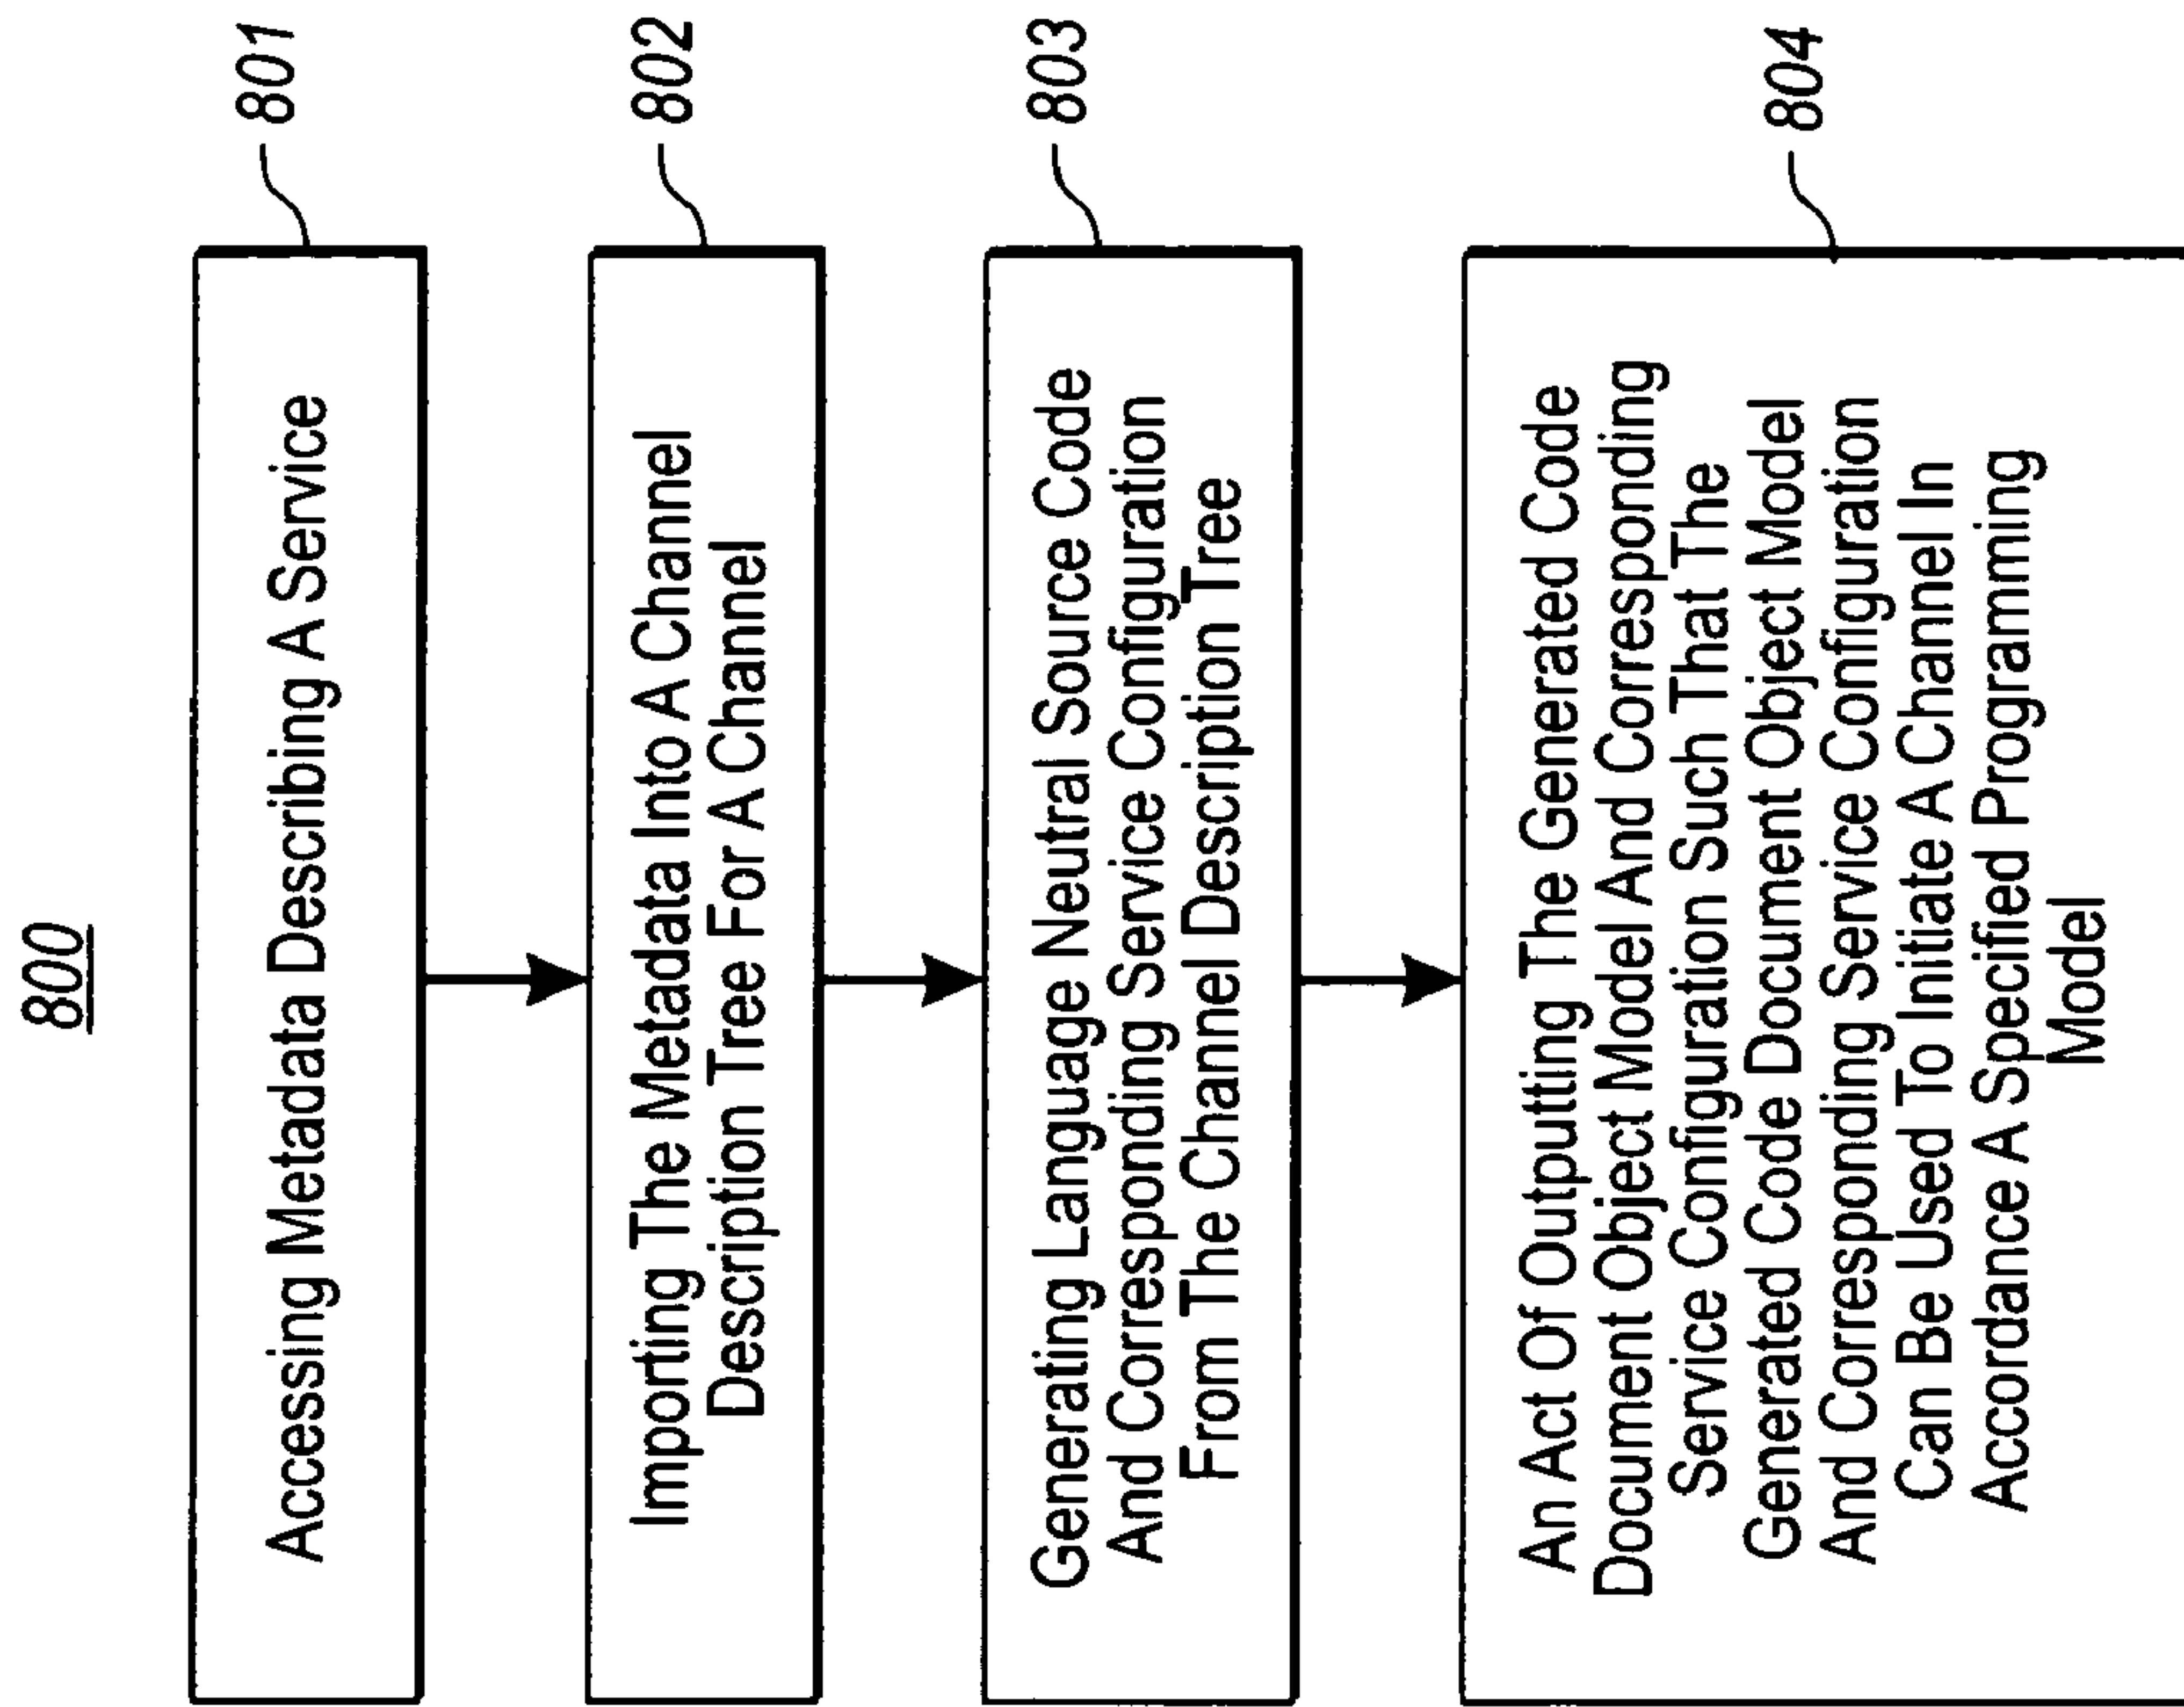 800
Accessing Metadata Describing A Service
801
Importing The Metadata Into A Channel
Description Tree For A Channel
802
Generating Language Neutral Source Code
And Corresponding Service Configuration
From The Channel Description Tree
803
An Act Of Outputting The Generated Code
Document Object Model And Corresponding
Service Configuration Such That The
Generated Code Document Object Model
And Corresponding Service Configuration
Can Be Used To Initiate A Channel In
Accordance A Specified Programming
Model
804